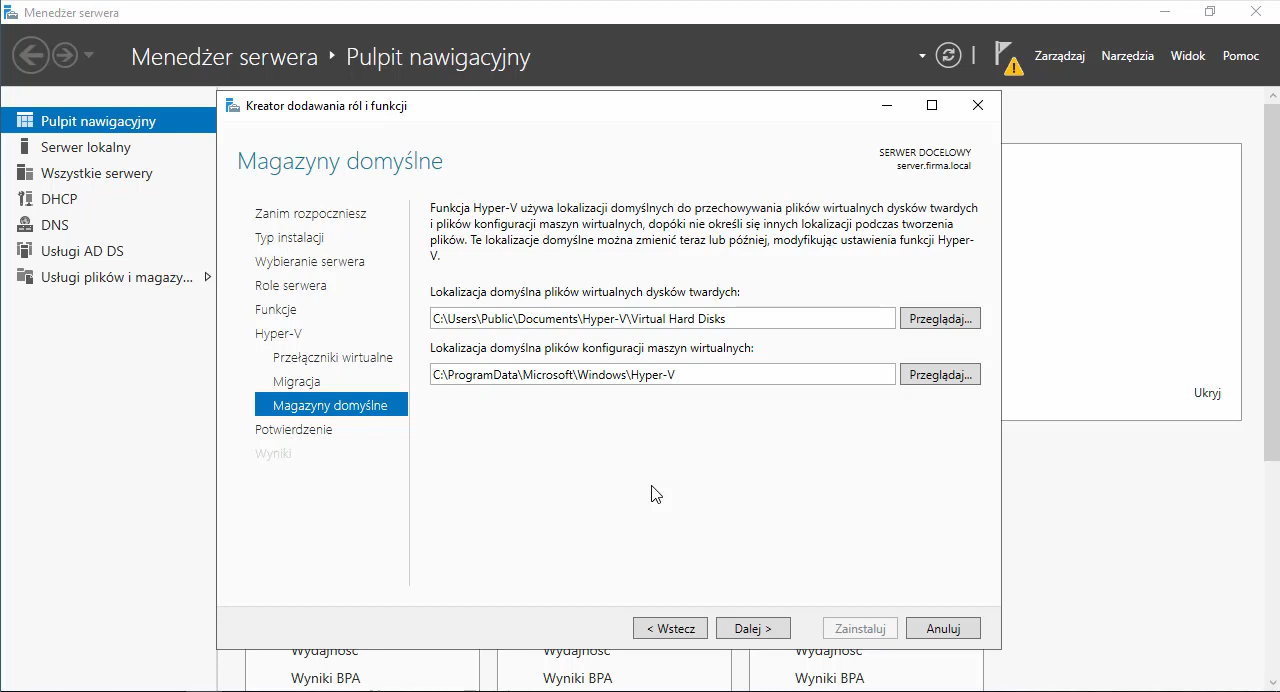 Menedżer serwera
Menedżer serwera ‣ Pulpit nawigacyjny
Zarządzaj Narzędzia Widok Pomoc
Pulpit nawigacyjny
Serwer lokalny
Wszystkie serwery
DHCP
DNS
Usługi AD DS
Usługi plików i magazy...
Kreator dodawania ról i funkcji
Magazyny domyślne
SERWER DOCELOWY
server.firma.local
Zanim rozpoczniesz
Typ instalacji
Wybieranie serwera
Role serwera
Funkcje
Hyper-V
Przełączniki wirtualne
Migracja
Magazyny domyślne
Potwierdzenie
Wyniki
Funkcja Hyper-V używa lokalizacji domyślnych do przechowywania plików wirtualnych dysków twardych
i plików konfiguracji maszyn wirtualnych, dopóki nie określi się innych lokalizacji podczas tworzenia
plików. Te lokalizacje domyślne można zmienić teraz lub później, modyfikując ustawienia funkcji Hyper-
V.
Lokalizacja domyślna plików wirtualnych dysków twardych:
C:\Users\Public\Documents\Hyper-V\Virtual Hard Disks Przeglądaj...
Lokalizacja domyślna plików konfiguracji maszyn wirtualnych:
C:\ProgramData\Microsoft\Windows\Hyper-V Przeglądaj...
Ukryj
< Wstecz Dalej > Zainstaluj Anuluj
Wydajność Wydajność Wydajność
Wyniki BPA Wyniki BPA Wyniki BPA